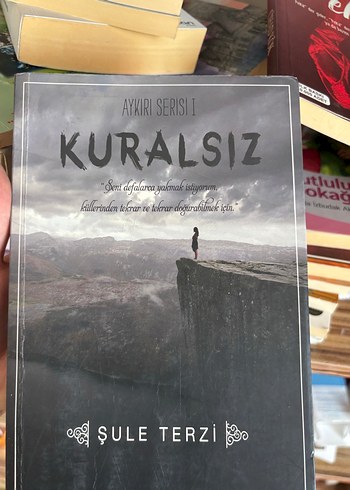 AYKIRI SERİSİ I
KURALSIZ
"Seni defalarca yakmak istiyorum,
küllerinden tekrar ve tekrar doğurabilmek için."
ŞULE TERZİ